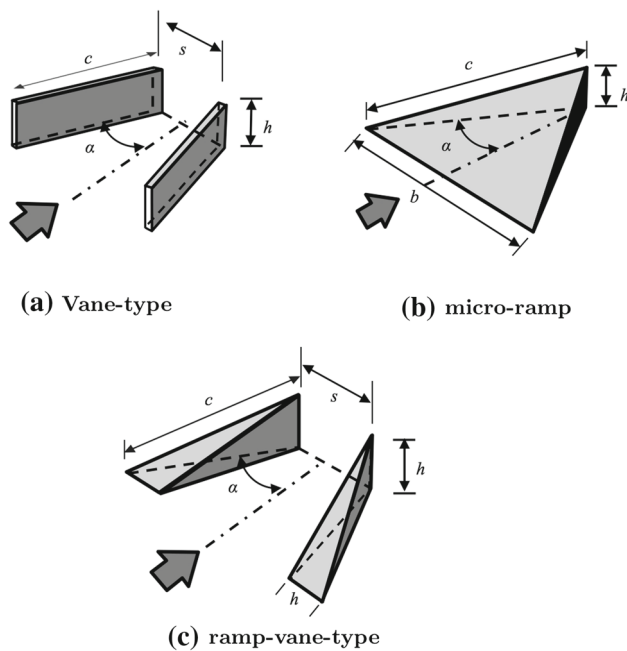 c
s
h
α
(a) Vane-type
c
h
α
b
(b) micro-ramp
c
s
h
α
h
(c) ramp-vane-type